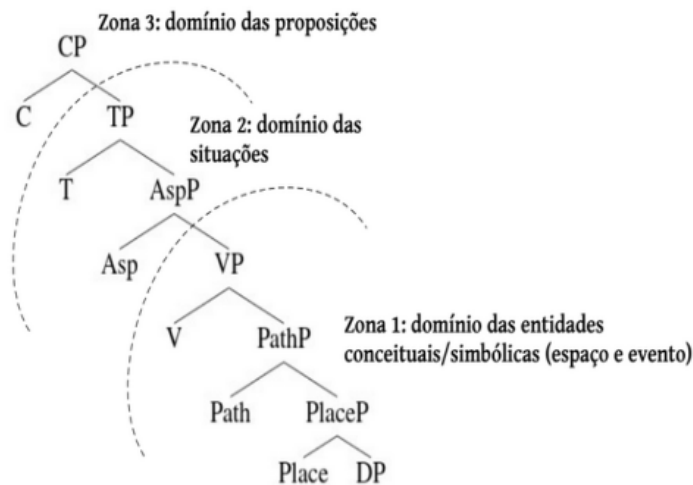 Zona 3: domínio das proposições
CP
C TP
Zona 2: domínio das
situações
T AspP
Asp VP
V PathP
Zona 1: domínio das entidades
conceituais/simbólicas (espaço e evento)
Path PlaceP
Place DP